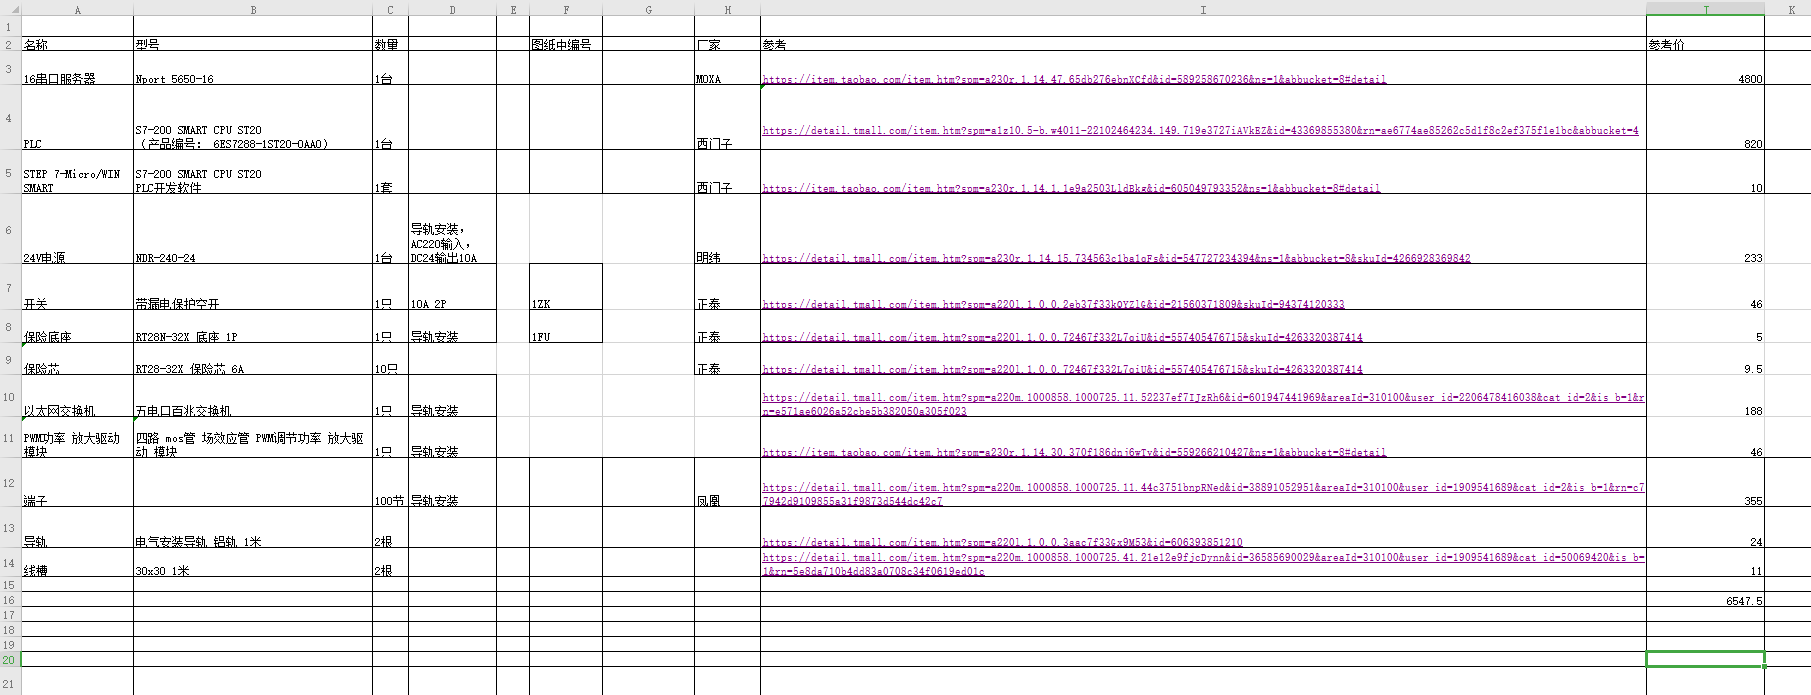 A B C D E F G H I J K
1
2 名称 型号 数量 图纸中编号 厂家 参考 参考价
3 16串口服务器 Nport 5650-16 1台 MOXA https://item.taobao.com/item.htm?spm=a230r.1.14.47.65db276ebnXCfd&id=589258670236&ns=1&abbucket=8#detail 4800
4 PLC S7-200 SMART CPU ST20
（产品编号： 6ES7288-1ST20-0AA0） 1台 西门子 https://detail.tmall.com/item.htm?spm=a1z10.5-b.w4011-22102464234.149.719e3727iAVkEZ&id=43369855380&rn=ae6774ae85262c5d1f8c2ef375f1e1bc&abbucket=4 820
5 STEP 7-Micro/WIN
SMART S7-200 SMART CPU ST20
PLC开发软件 1套 西门子 https://item.taobao.com/item.htm?spm=a230r.1.14.1.1e9a2503LldBkg&id=605049793352&ns=1&abbucket=8#detail 10
6 24V电源 NDR-240-24 1台 导轨安装，
AC220输入，
DC24输出10A 明纬 https://detail.tmall.com/item.htm?spm=a230r.1.14.15.734563c1ba1oFs&id=547727234394&ns=1&abbucket=8&skuId=4266928369842 233
7 开关 带漏电保护空开 1只 10A 2P 1ZK 正泰 https://detail.tmall.com/item.htm?spm=a220l.1.0.0.2eb37f33kQYZlG&id=21560371809&skuId=94374120333 46
8 保险底座 RT28N-32X 底座 1P 1只 导轨安装 1FU 正泰 https://detail.tmall.com/item.htm?spm=a220l.1.0.0.72467f332L7oiU&id=557405476715&skuId=4263320387414 5
9 保险芯 RT28-32X 保险芯 6A 10只 正泰 https://detail.tmall.com/item.htm?spm=a220l.1.0.0.72467f332L7oiU&id=557405476715&skuId=4263320387414 9.5
10 以太网交换机 五电口百兆交换机 1只 导轨安装 https://detail.tmall.com/item.htm?spm=a220m.1000858.1000725.11.52237ef7IJzRh6&id=601947441969&areaId=310100&user_id=2206478416038&cat_id=2&is_b=1&r
n=e571ae6026a52cbe5b382050a305f023 188
11 PWM功率 放大驱动
模块 四路 mos管 场效应管 PWM调节功率 放大驱
动 模块 1只 导轨安装 https://item.taobao.com/item.htm?spm=a230r.1.14.30.370f186dnj6wTv&id=559266210427&ns=1&abbucket=8#detail 46
12 端子 100节 导轨安装 凤凰 https://detail.tmall.com/item.htm?spm=a220m.1000858.1000725.11.44c3751bnpRNed&id=38891052951&areaId=310100&user_id=1909541689&cat_id=2&is_b=1&rn=c7
7942d9109855a31f9873d544dc42c7 355
13 导轨 电气安装导轨 铝轨 1米 2根 https://detail.tmall.com/item.htm?spm=a220l.1.0.0.3aac7f33Gx9M53&id=606393851210 24
14 线槽 30x30 1米 2根 https://detail.tmall.com/item.htm?spm=a220m.1000858.1000725.41.21e12e9fjcDynn&id=36585690029&areaId=310100&user_id=1909541689&cat_id=50069420&is_b=
1&rn=5e8da710b4dd83a0708c34f0619ed01c 11
15
16 6547.5
17
18
19
20
21